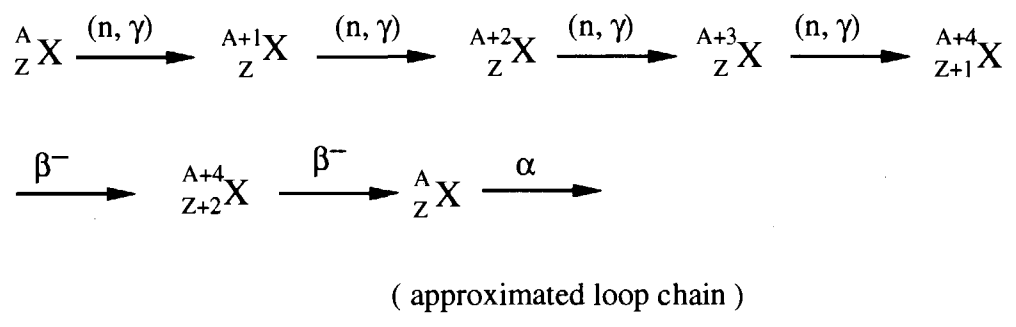 A Z X (n, γ) A+1 Z X (n, γ) A+2 Z X (n, γ) A+3 Z X (n, γ) A+4 Z+1 X
β− A+4 Z+2 X β− A Z X α
( approximated loop chain )